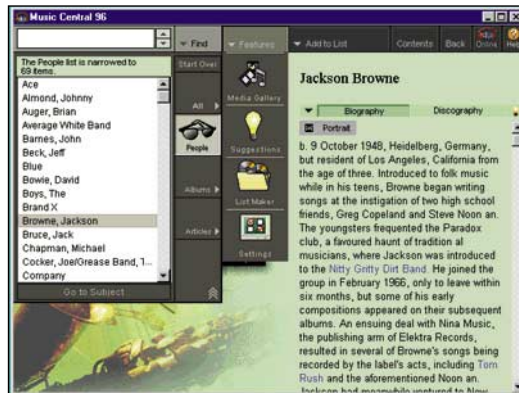 Music Central 96
Find
Features
Add to List
Contents
Back
Online
Help
The People list is narrowed to
69 items.
Ace
Almond, Johnny
Auger, Brian
Average White Band
Barnes, John
Beck, Jeff
Blue
Bowie, David
Boys, The
Brand X
Browne, Jackson
Bruce, Jack
Chapman, Michael
Cocker, Joe/Grease Band, T...
Company
Go to Subject
Start Over
All
People
Albums
Articles
Media Gallery
Suggestions
List Maker
Settings
Jackson Browne
Biography
Discography
Portrait
b. 9 October 1948, Heidelberg, Germany,
but resident of Los Angeles, California from
the age of three. Introduced to folk music
while in his teens, Browne began writing
songs at the instigation of two high school
friends, Greg Copeland and Steve Noon an.
The youngsters frequented the Paradox
club, a favoured haunt of tradition al
musicians, where Jackson was introduced
to the Nitty Gritty Dirt Band. He joined the
group in February 1966, only to leave within
six months, but some of his early
compositions appeared on their subsequent
albums. An ensuing deal with Nina Music,
the publishing arm of Elektra Records,
resulted in several of Browne's songs being
recorded by the label's acts, including Tom
Rush and the aforementioned Noon an.
Jackson had meanwhile ventured to New